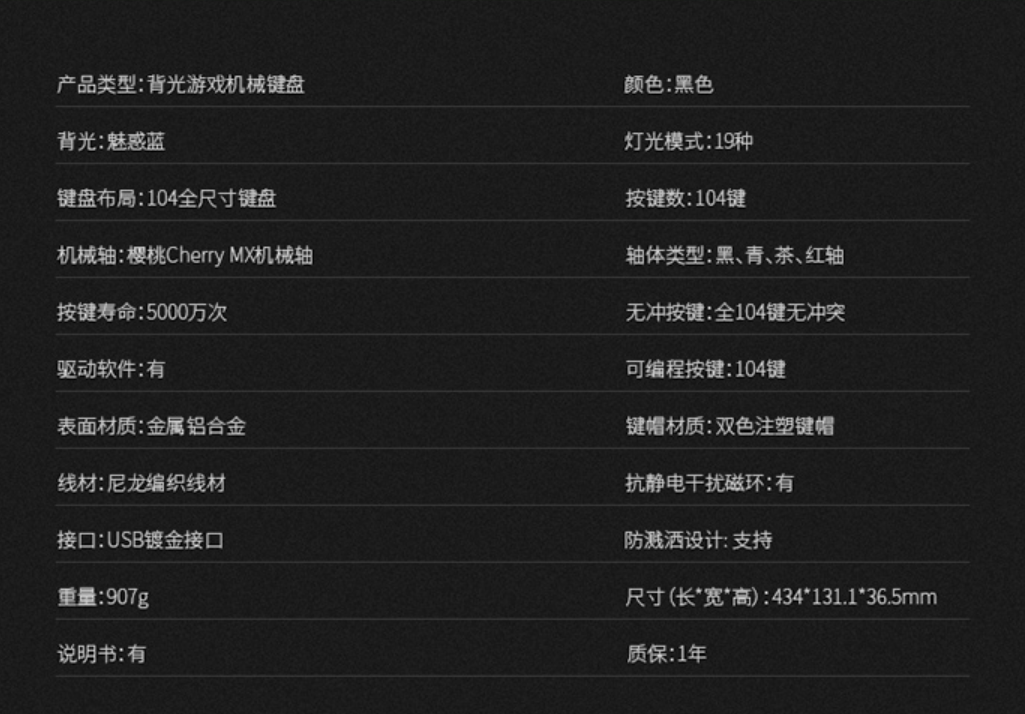 产品类型：背光游戏机械键盘
颜色：黑色
背光：魅惑蓝
灯光模式：19种
键盘布局：104全尺寸键盘
按键数：104键
机械轴：樱桃Cherry MX机械轴
轴体类型：黑、青、茶、红轴
按键寿命：5000万次
无冲按键：全104键无冲突
驱动软件：有
可编程按键：104键
表面材质：金属铝合金
键帽材质：双色注塑键帽
线材：尼龙编织线材
抗静电干扰磁环：有
接口：USB镀金接口
防溅洒设计: 支持
重量：907g
尺寸（长*宽*高）：434*131.1*36.5mm
说明书：有
质保：1年